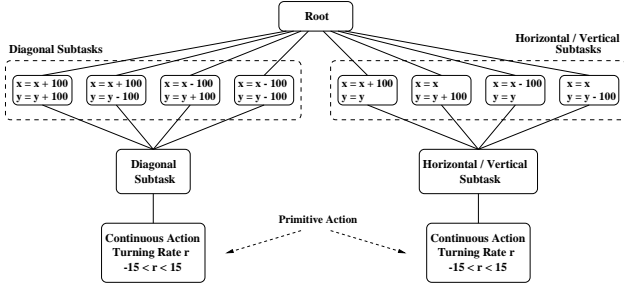 Root
Diagonal Subtasks
Horizontal / Vertical
Subtasks
x = x + 100
y = y + 100
x = x + 100
y = y - 100
x = x - 100
y = y + 100
x = x - 100
y = y - 100
x = x + 100
y = y
x = x
y = y + 100
x = x - 100
y = y
x = x
y = y - 100
Diagonal
Subtask
Horizontal / Vertical
Subtask
Primitive Action
Continuous Action
Turning Rate r
-15 < r < 15
Continuous Action
Turning Rate r
-15 < r < 15